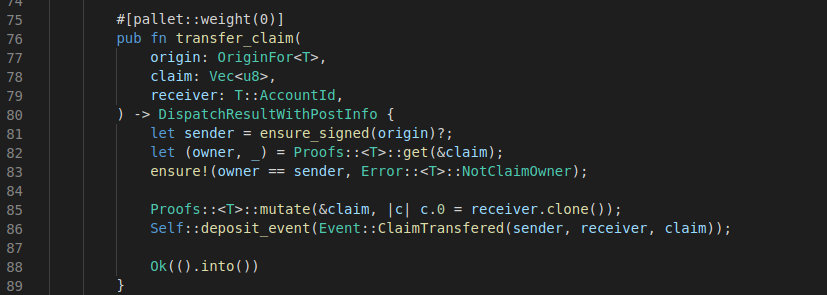 74
75 #[pallet::weight(0)]
76 pub fn transfer_claim(
77 origin: OriginFor<T>,
78 claim: Vec<u8>,
79 receiver: T::AccountId,
80 ) -> DispatchResultWithPostInfo {
81 let sender = ensure_signed(origin)?;
82 let (owner, _) = Proofs::<T>::get(&claim);
83 ensure!(owner == sender, Error::<T>::NotClaimOwner);
84
85 Proofs::<T>::mutate(&claim, |c| c.0 = receiver.clone());
86 Self::deposit_event(Event::ClaimTransfered(sender, receiver, claim));
87
88 Ok(().into())
89 }